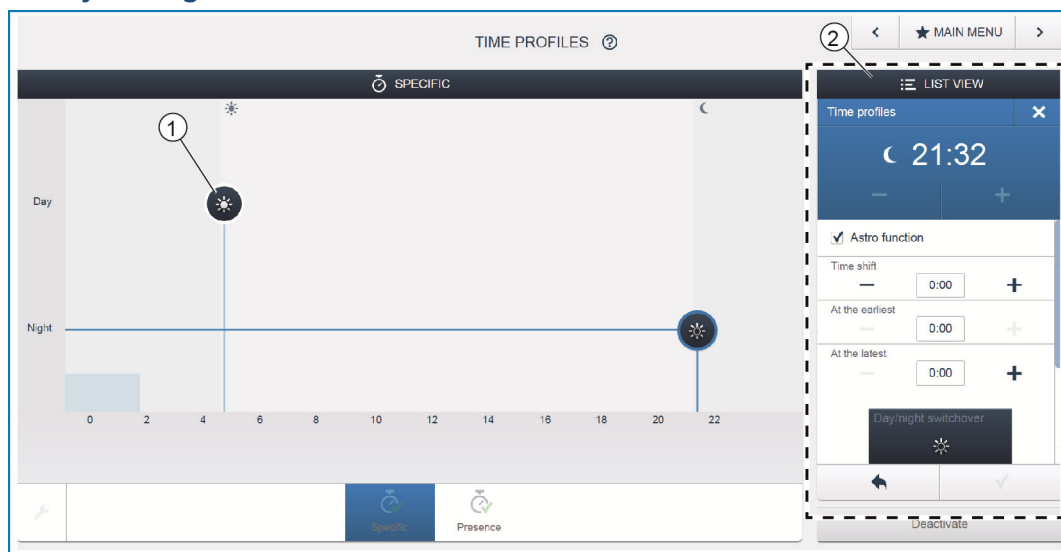 TIME PROFILES ?
2
< MAIN MENU >
SPECIFIC
LIST VIEW
Time profiles
1
21:32
− +
Day
Astro function
Time shift
− 0:00 +
At the earliest
− 0:00 +
Night
At the latest
− 0:00 +
0 2 4 6 8 10 12 14 16 18 20 22
Day/night switchover
Specific
Presence
Deactivate